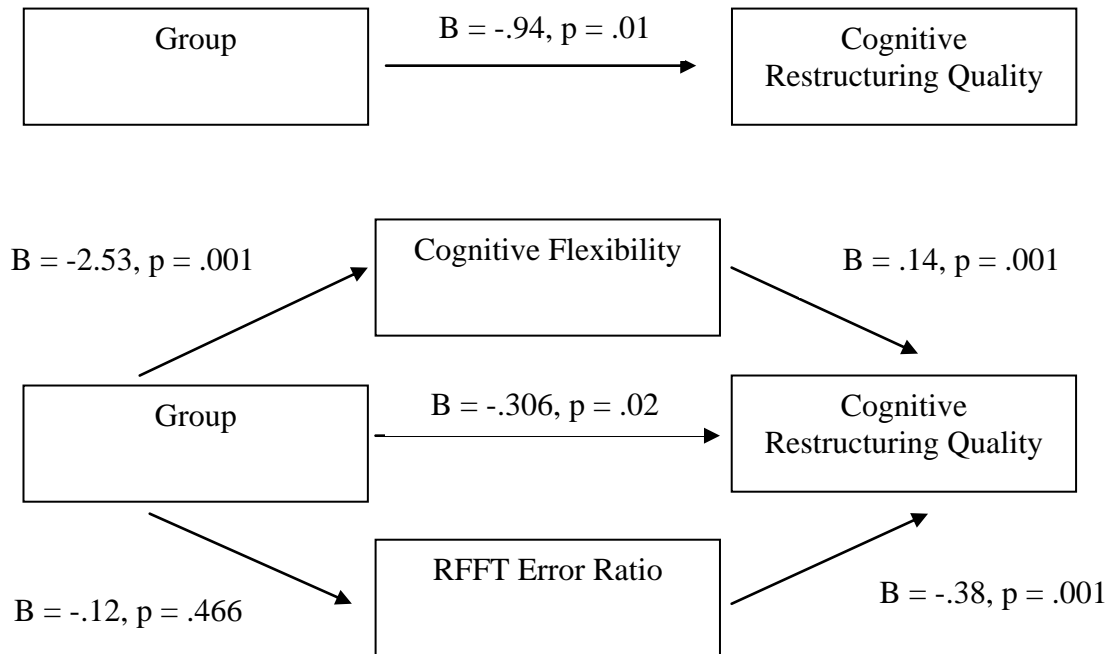 Group
B = -.94, p = .01
Cognitive
Restructuring Quality
B = -2.53, p = .001
Cognitive Flexibility
B = .14, p = .001
Group
B = -.306, p = .02
Cognitive
Restructuring Quality
B = -.12, p = .466
RFFT Error Ratio
B = -.38, p = .001